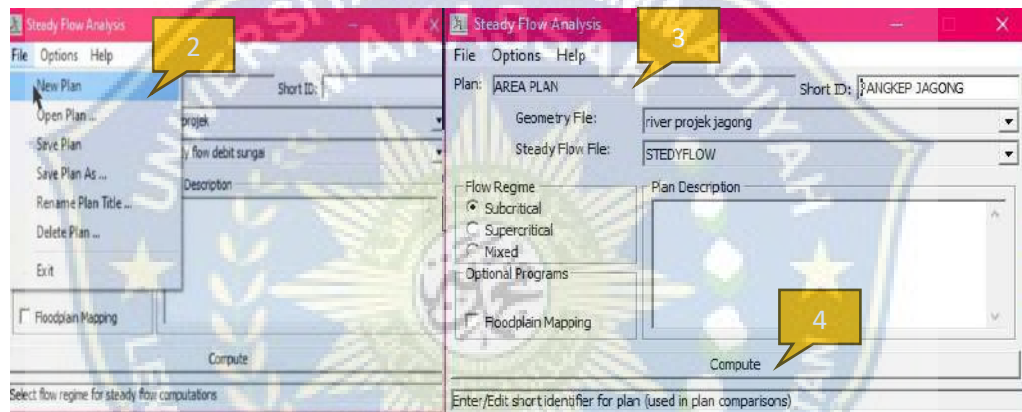 Steady Flow Analysis
File Options Help
2
New Plan
Open Plan ...
Save Plan
Save Plan As ...
Rename Plan Title ...
Delete Plan ...
Exit
Short ID:
projek
y flow debit sungai
Description
Floodplain Mapping
Compute
Select flow regime for steady flow computations
Steady Flow Analysis
3
File Options Help
Plan: AREA PLAN
Short ID: PANGKEP JAGONG
Geometry File: river projek jagong
Steady Flow File: STEDYFLOW
Flow Regime
Subcritical
Supercritical
Mixed
Plan Description
Optional Programs
Floodplain Mapping
4
Compute
Enter/Edit short identifier for plan (used in plan comparisons)